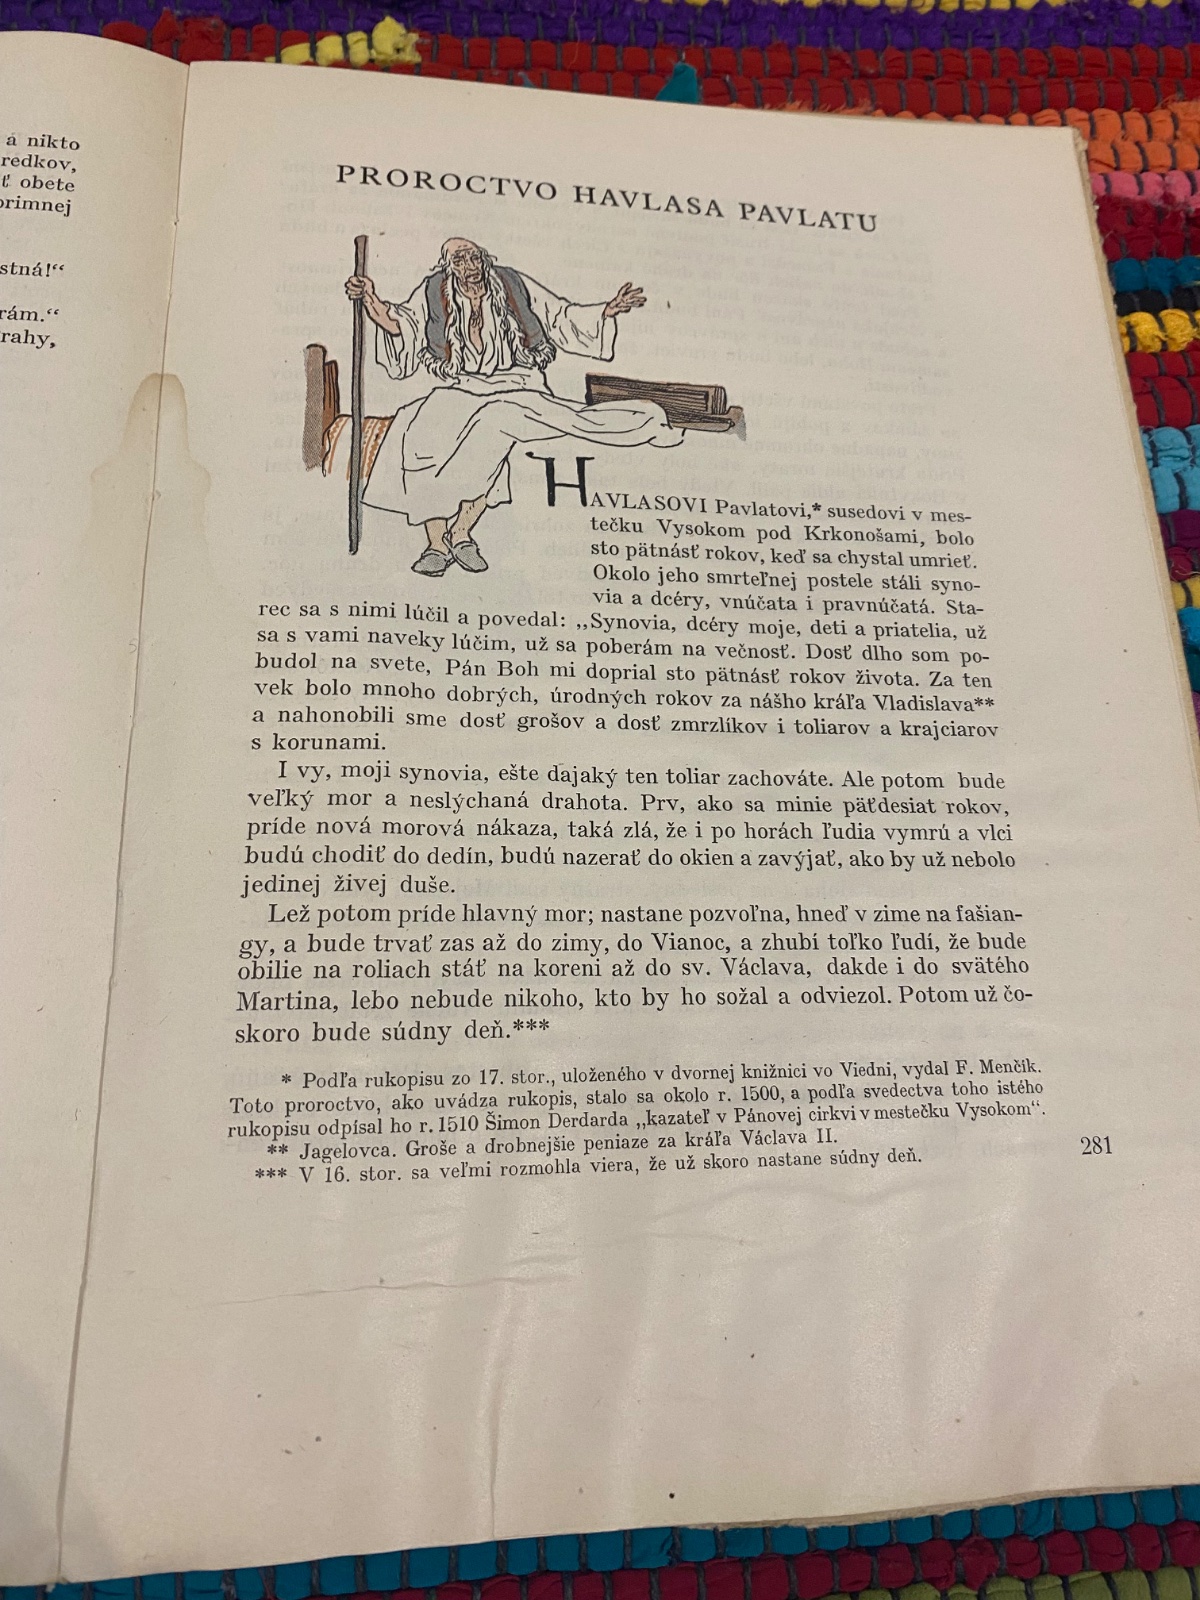 á nikto
redkov,
ť obete
orimnej
stná!“
rám.“
rahy,
PROROCTVO HAVLASA PAVLATU
HAVLASOVI Pavlatovi,* susedovi v mes-
tečku Vysokom pod Krkonošami, bolo
sto pätnásť rokov, keď sa chystal umrieť.
Okolo jeho smrteľnej postele stáli syno-
via a dcéry, vnúčata i pravnúčatá. Sta-
rec sa s nimi lúčil a povedal: „Synovia, dcéry moje, deti a priatelia, už
sa s vami naveky lúčim, už sa poberám na večnosť. Dosť dlho som po-
budol na svete, Pán Boh mi doprial sto pätnásť rokov života. Za ten
vek bolo mnoho dobrých, úrodných rokov za nášho kráľa Vladislava**
a nahonobili sme dosť grošov a dosť zmrzlíkov i toliarov a krajciarov
s korunami.
I vy, moji synovia, ešte dajaký ten toliar zachováte. Ale potom bude
veľký mor a neslýchaná drahota. Prv, ako sa minie päťdesiat rokov,
príde nová morová nákaza, taká zlá, že i po horách ľudia vymrú a vlci
budú chodiť do dedín, budú nazerať do okien a zavýjať, ako by už nebolo
jedinej živej duše.
Lež potom príde hlavný mor; nastane pozvoľna, hneď v zime na fašian-
gy, a bude trvať zas až do zimy, do Vianoc, a zhubí toľko ľudí, že bude
obilie na roliach stáť na koreni až do sv. Václava, dakde i do svätého
Martina, lebo nebude nikoho, kto by ho sožal a odviezol. Potom už čo-
skoro bude súdny deň.***
* Podľa rukopisu zo 17. stor., uloženého v dvornej knižnici vo Viedni, vydal F. Menčík.
Toto proroctvo, ako uvádza rukopis, stalo sa okolo r. 1500, a podľa svedectva toho istého
rukopisu odpísal ho r. 1510 Šimon Derdarda „kazateľ v Pánovej cirkvi v mestečku Vysokom“.
** Jagelovca. Groše a drobnejšie peniaze za kráľa Václava II.
*** V 16. stor. sa veľmi rozmohla viera, že už skoro nastane súdny deň.
281